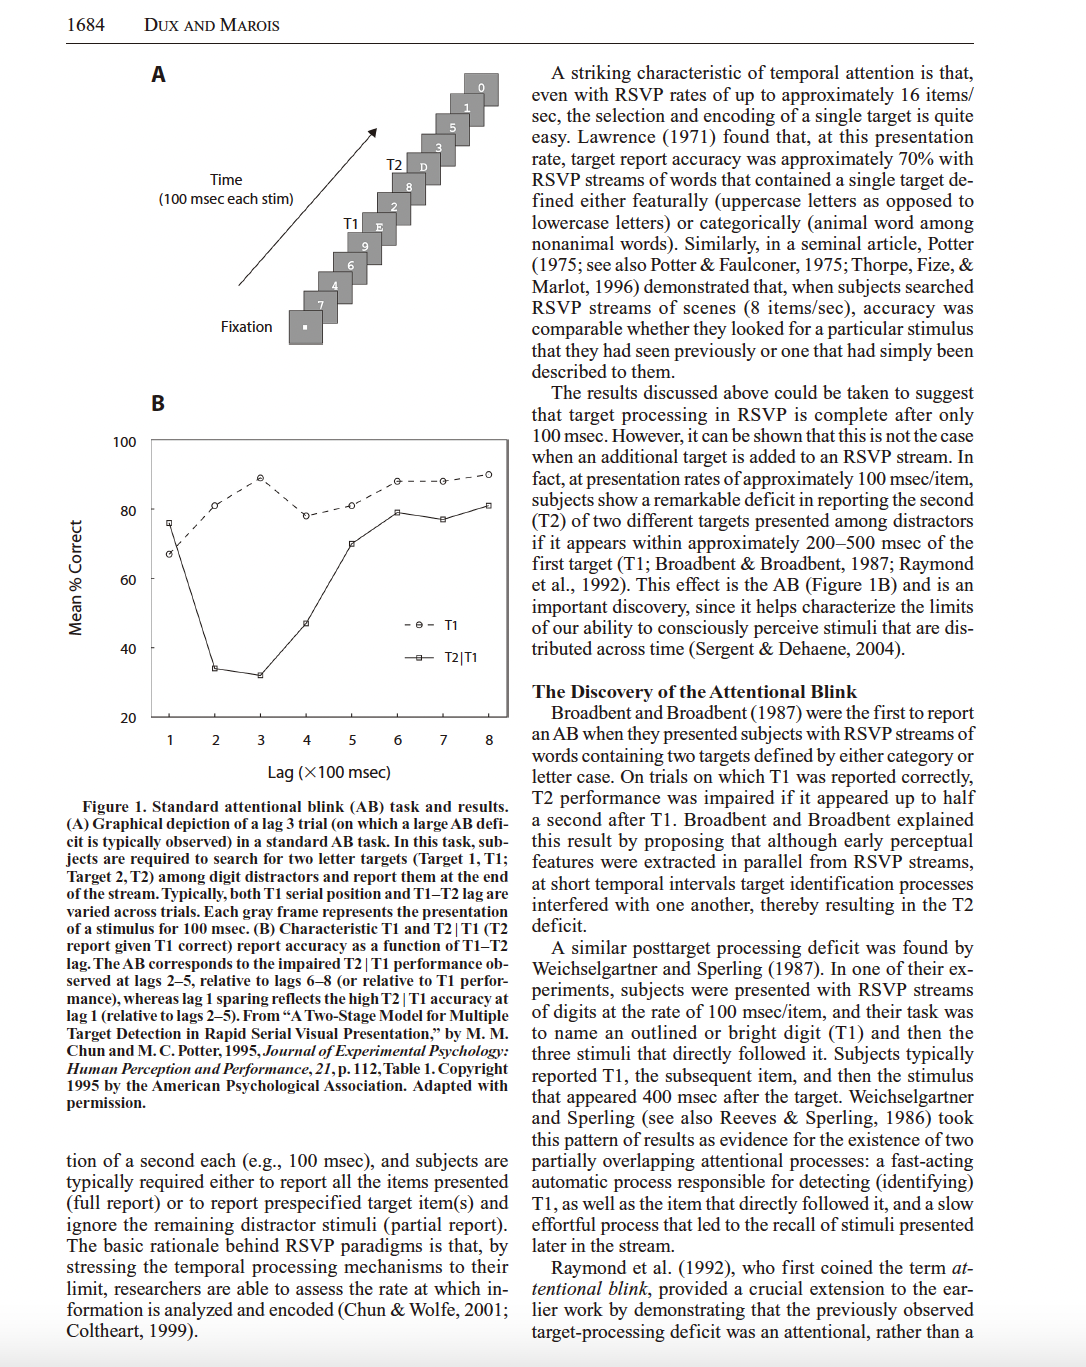 1684 DUX AND MAROIS
A
0
1
5
3
T2 D
8
2
T1 E
9
6
4
7
Time
(100 msec each stim)
Fixation
B
100
80
60
40
20
Mean % Correct
T1
T2|T1
1 2 3 4 5 6 7 8
Lag (×100 msec)
Figure 1. Standard attentional blink (AB) task and results.
(A) Graphical depiction of a lag 3 trial (on which a large AB defi-
cit is typically observed) in a standard AB task. In this task, sub-
jects are required to search for two letter targets (Target 1, T1;
Target 2, T2) among digit distractors and report them at the end
of the stream. Typically, both T1 serial position and T1–T2 lag are
varied across trials. Each gray frame represents the presentation
of a stimulus for 100 msec. (B) Characteristic T1 and T2|T1 (T2
report given T1 correct) report accuracy as a function of T1–T2
lag. The AB corresponds to the impaired T2|T1 performance ob-
served at lags 2–5, relative to lags 6–8 (or relative to T1 perfor-
mance), whereas lag 1 sparing reflects the high T2|T1 accuracy at
lag 1 (relative to lags 2–5). From “A Two-Stage Model for Multiple
Target Detection in Rapid Serial Visual Presentation,” by M. M.
Chun and M. C. Potter, 1995, Journal of Experimental Psychology:
Human Perception and Performance, 21, p. 112, Table 1. Copyright
1995 by the American Psychological Association. Adapted with
permission.
tion of a second each (e.g., 100 msec), and subjects are
typically required either to report all the items presented
(full report) or to report prespecified target item(s) and
ignore the remaining distractor stimuli (partial report).
The basic rationale behind RSVP paradigms is that, by
stressing the temporal processing mechanisms to their
limit, researchers are able to assess the rate at which in-
formation is analyzed and encoded (Chun & Wolfe, 2001;
Coltheart, 1999).
A striking characteristic of temporal attention is that,
even with RSVP rates of up to approximately 16 items/
sec, the selection and encoding of a single target is quite
easy. Lawrence (1971) found that, at this presentation
rate, target report accuracy was approximately 70% with
RSVP streams of words that contained a single target de-
fined either featurally (uppercase letters as opposed to
lowercase letters) or categorically (animal word among
nonanimal words). Similarly, in a seminal article, Potter
(1975; see also Potter & Faulconer, 1975; Thorpe, Fize, &
Marlot, 1996) demonstrated that, when subjects searched
RSVP streams of scenes (8 items/sec), accuracy was
comparable whether they looked for a particular stimulus
that they had seen previously or one that had simply been
described to them.
The results discussed above could be taken to suggest
that target processing in RSVP is complete after only
100 msec. However, it can be shown that this is not the case
when an additional target is added to an RSVP stream. In
fact, at presentation rates of approximately 100 msec/item,
subjects show a remarkable deficit in reporting the second
(T2) of two different targets presented among distractors
if it appears within approximately 200–500 msec of the
first target (T1; Broadbent & Broadbent, 1987; Raymond
et al., 1992). This effect is the AB (Figure 1B) and is an
important discovery, since it helps characterize the limits
of our ability to consciously perceive stimuli that are dis-
tributed across time (Sergent & Dehaene, 2004).
The Discovery of the Attentional Blink
Broadbent and Broadbent (1987) were the first to report
an AB when they presented subjects with RSVP streams of
words containing two targets defined by either category or
letter case. On trials on which T1 was reported correctly,
T2 performance was impaired if it appeared up to half
a second after T1. Broadbent and Broadbent explained
this result by proposing that although early perceptual
features were extracted in parallel from RSVP streams,
at short temporal intervals target identification processes
interfered with one another, thereby resulting in the T2
deficit.
A similar posttarget processing deficit was found by
Weichselgartner and Sperling (1987). In one of their ex-
periments, subjects were presented with RSVP streams
of digits at the rate of 100 msec/item, and their task was
to name an outlined or bright digit (T1) and then the
three stimuli that directly followed it. Subjects typically
reported T1, the subsequent item, and then the stimulus
that appeared 400 msec after the target. Weichselgartner
and Sperling (see also Reeves & Sperling, 1986) took
this pattern of results as evidence for the existence of two
partially overlapping attentional processes: a fast-acting
automatic process responsible for detecting (identifying)
T1, as well as the item that directly followed it, and a slow
effortful process that led to the recall of stimuli presented
later in the stream.
Raymond et al. (1992), who first coined the term at-
tentional blink, provided a crucial extension to the ear-
lier work by demonstrating that the previously observed
target-processing deficit was an attentional, rather than a